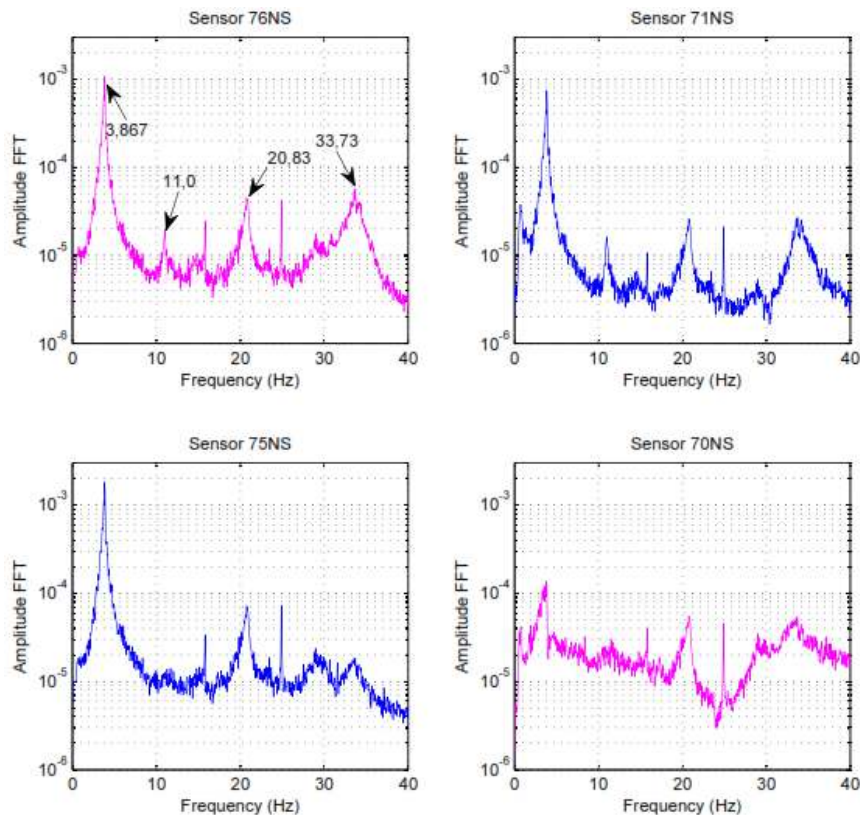 Sensor 76NS
Amplitude FFT
10⁻³
10⁻⁴
10⁻⁵
10⁻⁶
3,867
11,0
20,83
33,73
0 10 20 30 40
Frequency (Hz)
Sensor 71NS
Amplitude FFT
10⁻³
10⁻⁴
10⁻⁵
10⁻⁶
0 10 20 30 40
Frequency (Hz)
Sensor 75NS
Amplitude FFT
10⁻³
10⁻⁴
10⁻⁵
10⁻⁶
0 10 20 30 40
Frequency (Hz)
Sensor 70NS
Amplitude FFT
10⁻³
10⁻⁴
10⁻⁵
10⁻⁶
0 10 20 30 40
Frequency (Hz)